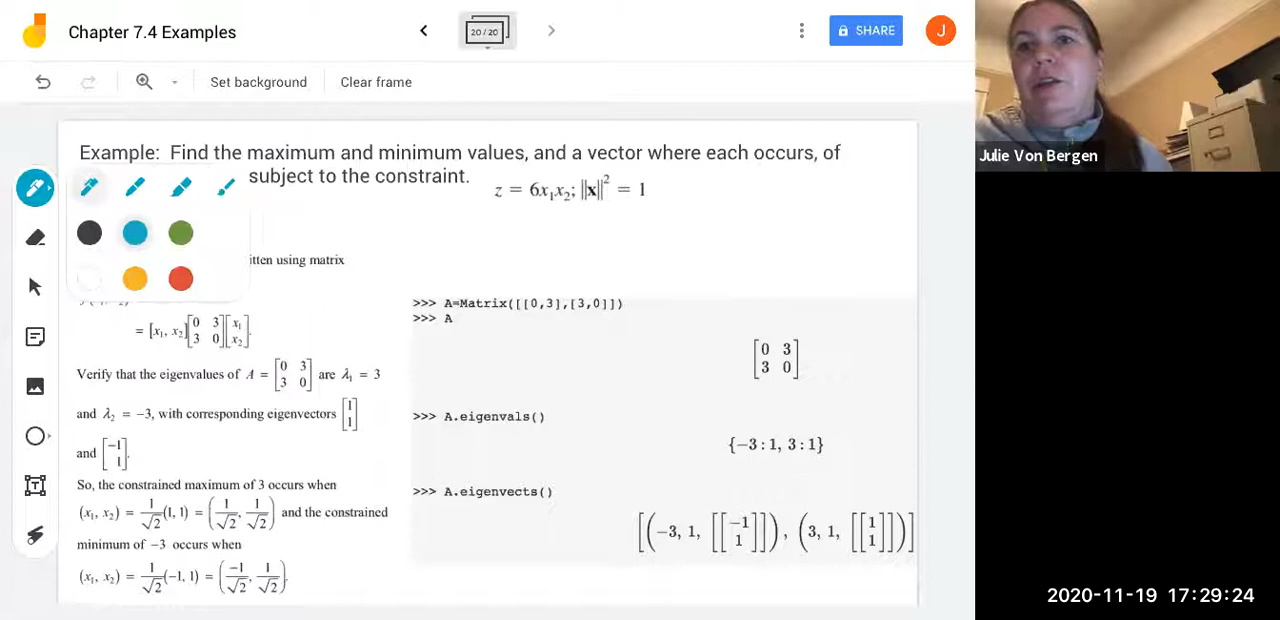 Chapter 7.4 Examples
20 / 20
SHARE
J
Set background
Clear frame
Julie Von Bergen
Example: Find the maximum and minimum values, and a vector where each occurs, of
subject to the constraint. z = 6x₁x₂; ||x||² = 1
itten using matrix
= [x₁, x₂] [0 3; 3 0] [x₁; x₂].
Verify that the eigenvalues of A = [0 3; 3 0] are λ₁ = 3
and λ₂ = −3, with corresponding eigenvectors [1; 1]
and [−1; 1].
So, the constrained maximum of 3 occurs when
(x₁, x₂) = 1/√2 (1, 1) = (1/√2, 1/√2) and the constrained
minimum of −3 occurs when
(x₁, x₂) = 1/√2 (−1, 1) = (−1/√2, 1/√2).
>>> A=Matrix([[0,3],[3,0]])
>>> A
[0 3; 3 0]
>>> A.eigenvals()
{−3 : 1, 3 : 1}
>>> A.eigenvects()
[(−3, 1, [[−1; 1]]), (3, 1, [[1; 1]])]
2020-11-19 17:29:24